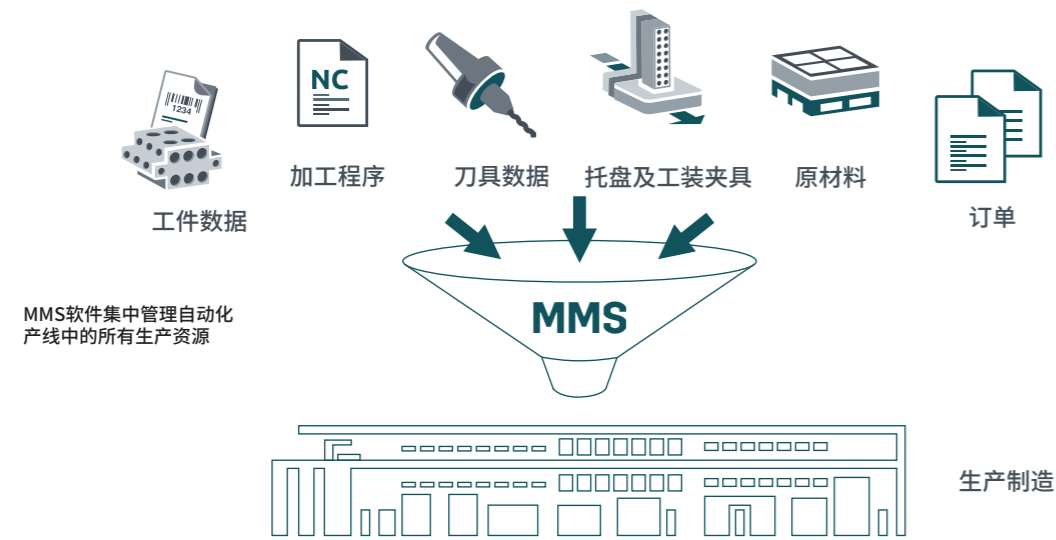 1234
NC
加工程序
刀具数据
托盘及工装夹具
原材料
工件数据
订单
MMS
MMS软件集中管理自动化
产线中的所有生产资源
生产制造